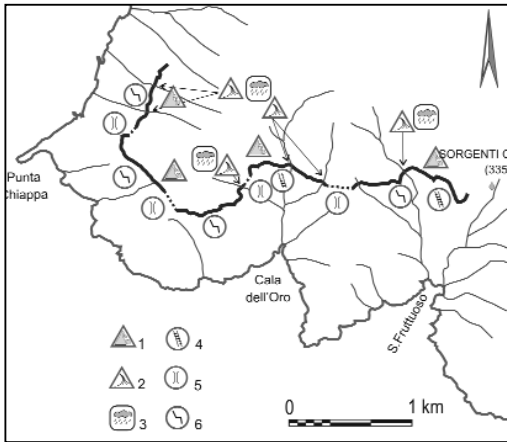 SORGENTI
(335
Punta
Chiappa
Cala
dell'Oro
S.Fruttuoso
1
4
2
5
3
6
0
1 km